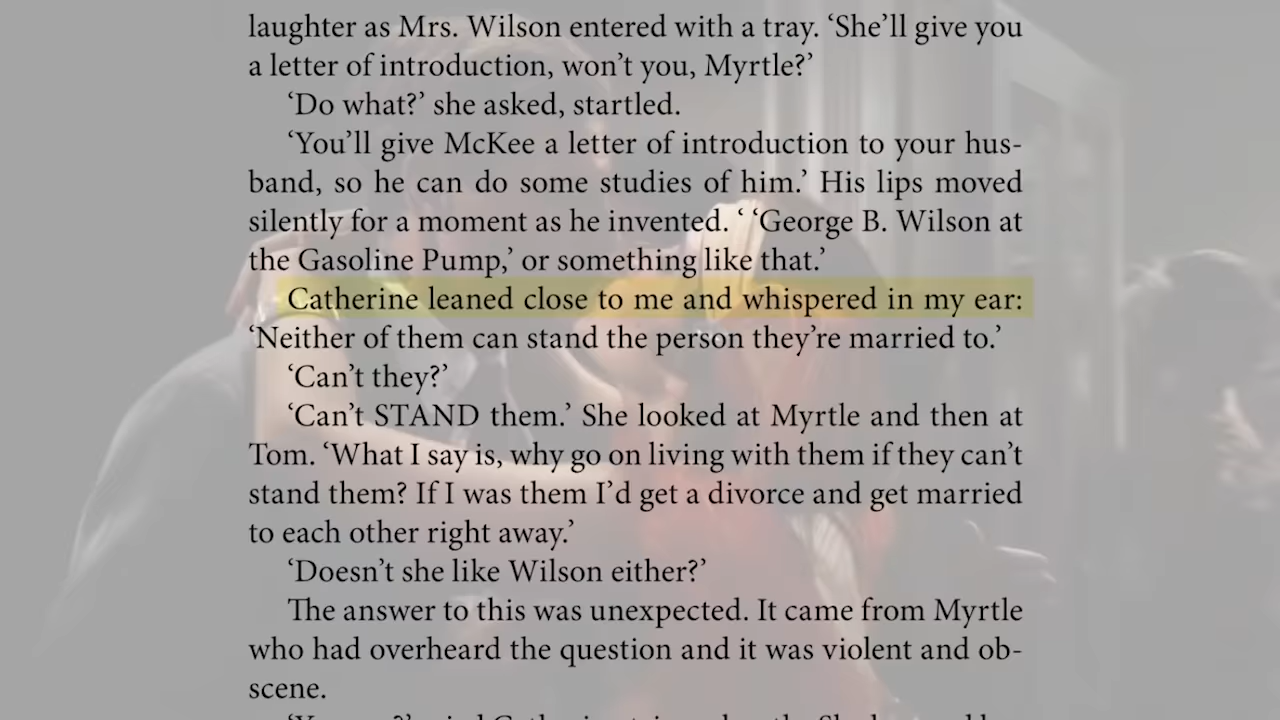 laughter as Mrs. Wilson entered with a tray. ‘She’ll give you
a letter of introduction, won’t you, Myrtle?’
‘Do what?’ she asked, startled.
‘You’ll give McKee a letter of introduction to your hus-
band, so he can do some studies of him.’ His lips moved
silently for a moment as he invented. ‘ ‘George B. Wilson at
the Gasoline Pump,’ or something like that.’
Catherine leaned close to me and whispered in my ear:
‘Neither of them can stand the person they’re married to.’
‘Can’t they?’
‘Can’t STAND them.’ She looked at Myrtle and then at
Tom. ‘What I say is, why go on living with them if they can’t
stand them? If I was them I’d get a divorce and get married
to each other right away.’
‘Doesn’t she like Wilson either?’
The answer to this was unexpected. It came from Myrtle
who had overheard the question and it was violent and ob-
scene.